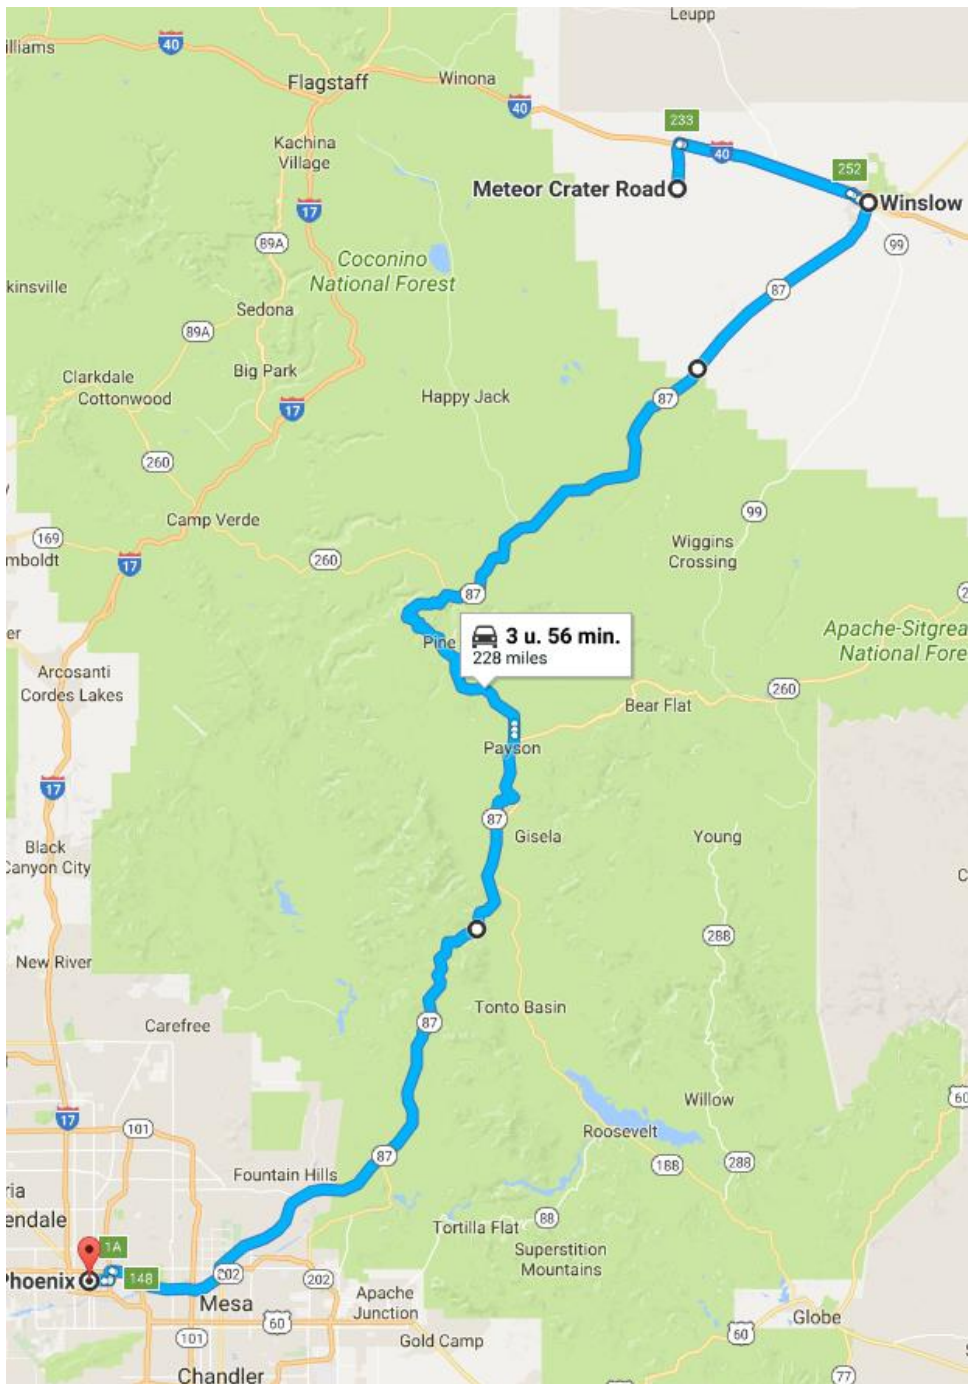 Leupp
illiams
40
Flagstaff
Winona
40
233
Kachina
Village
40
252
Meteor Crater Road
Winslow
17
89A
99
Coconino
National Forest
kinsville
87
Sedona
89A
Big Park
Clarkdale
Cottonwood
17
Happy Jack
87
260
99
Camp Verde
169
mboldt
17
260
Wiggins
Crossing
87
er
Pine
3 u. 56 min.
228 miles
Apache-Sitgrea
National Fore
Arcosanti
Cordes Lakes
260
Bear Flat
Payson
17
87
Gisela
Young
Black
Canyon City
C
288
New River
Tonto Basin
Carefree
87
Willow
60
17
101
Roosevelt
87
188
288
Fountain Hills
ria
endale
Tortilla Flat
88
1A
Superstition
Mountains
Phoenix
148
202
202
Mesa
Apache
Junction
60
101
Gold Camp
60
Globe
Chandler
77